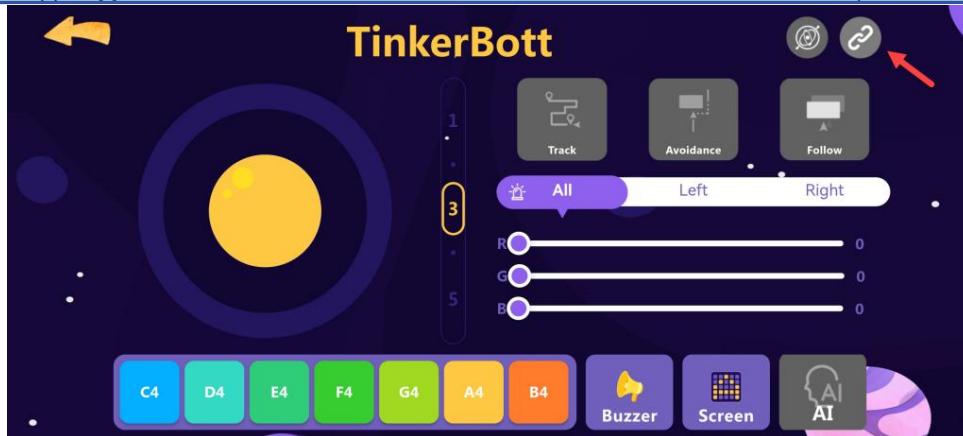 TinkerBott
1
3
5
Track
Avoidance
Follow
All
Left
Right
R
0
G
0
B
0
C4
D4
E4
F4
G4
A4
B4
Buzzer
Screen
AI
AI